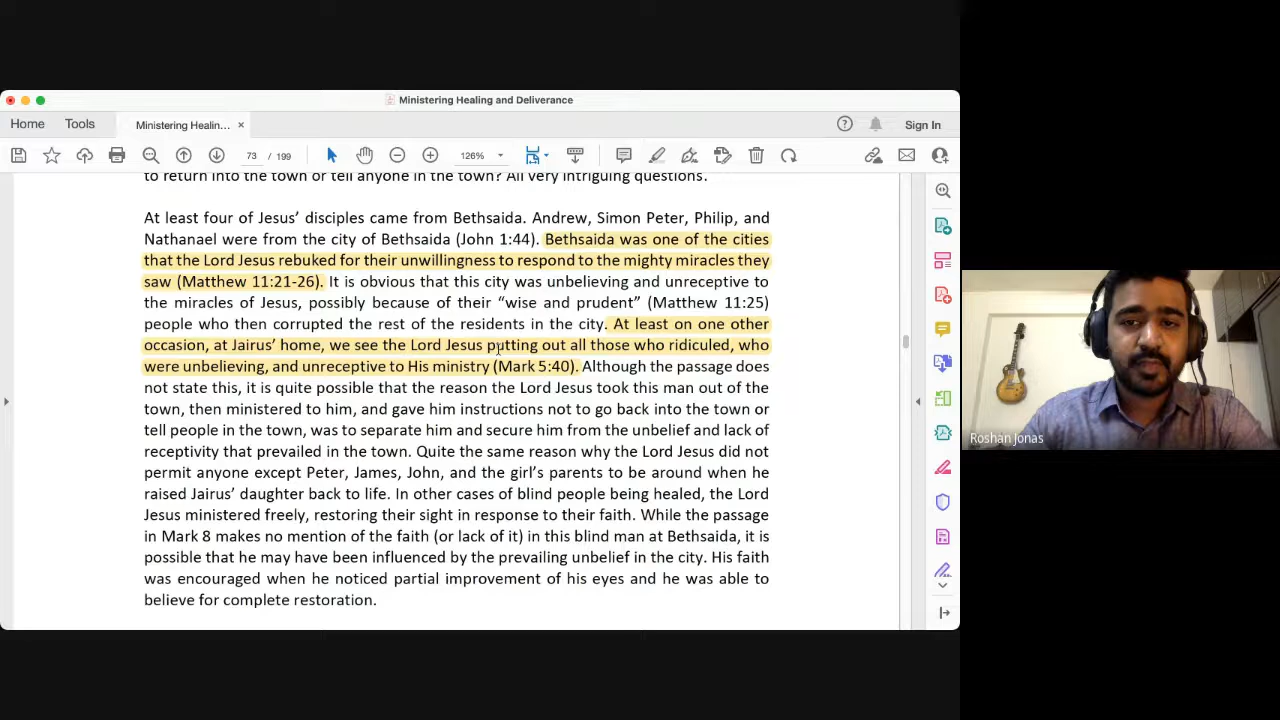 Ministering Healing and Deliverance
Home Tools Ministering Healin... × Sign In
73 / 199 126%
to return into the town or tell anyone in the town? All very intriguing questions.
At least four of Jesus’ disciples came from Bethsaida. Andrew, Simon Peter, Philip, and
Nathanael were from the city of Bethsaida (John 1:44). Bethsaida was one of the cities
that the Lord Jesus rebuked for their unwillingness to respond to the mighty miracles they
saw (Matthew 11:21-26). It is obvious that this city was unbelieving and unreceptive to
the miracles of Jesus, possibly because of their “wise and prudent” (Matthew 11:25)
people who then corrupted the rest of the residents in the city. At least on one other
occasion, at Jairus’ home, we see the Lord Jesus putting out all those who ridiculed, who
were unbelieving, and unreceptive to His ministry (Mark 5:40). Although the passage does
not state this, it is quite possible that the reason the Lord Jesus took this man out of the
town, then ministered to him, and gave him instructions not to go back into the town or
tell people in the town, was to separate him and secure him from the unbelief and lack of
receptivity that prevailed in the town. Quite the same reason why the Lord Jesus did not
permit anyone except Peter, James, John, and the girl’s parents to be around when he
raised Jairus’ daughter back to life. In other cases of blind people being healed, the Lord
Jesus ministered freely, restoring their sight in response to their faith. While the passage
in Mark 8 makes no mention of the faith (or lack of it) in this blind man at Bethsaida, it is
possible that he may have been influenced by the prevailing unbelief in the city. His faith
was encouraged when he noticed partial improvement of his eyes and he was able to
believe for complete restoration.
Roshan Jonas